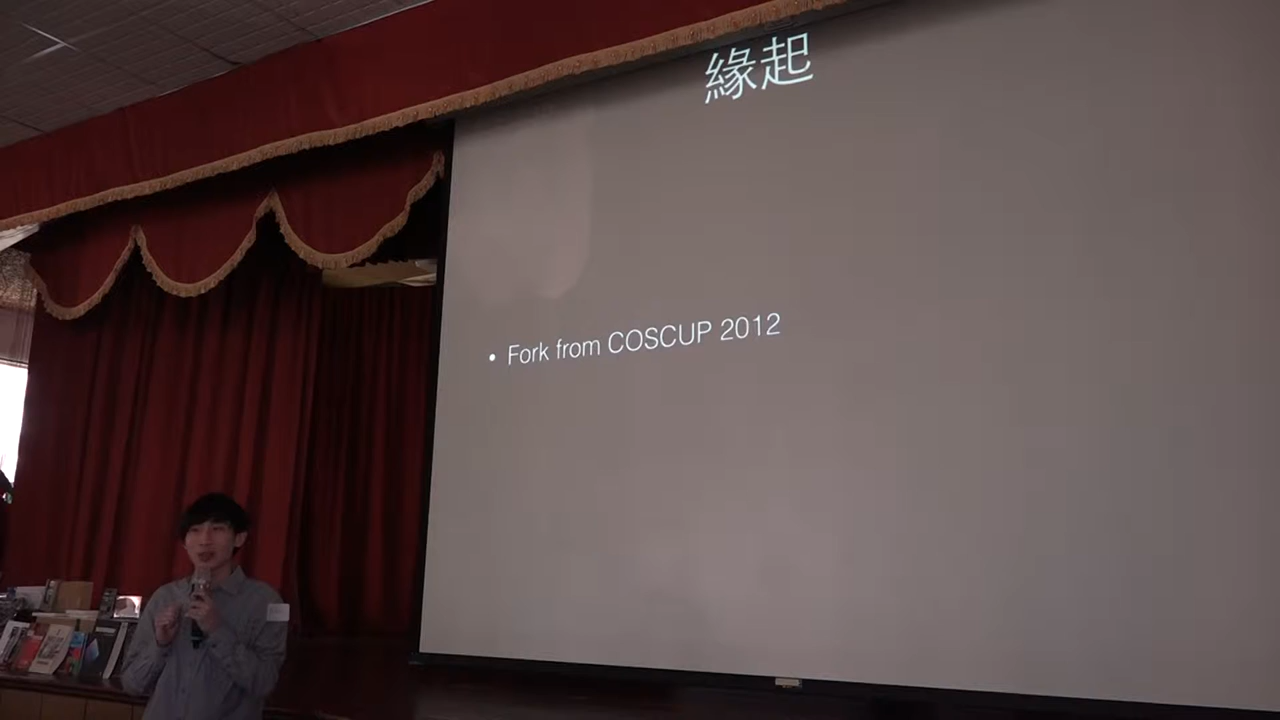 緣起
• Fork from COSCUP 2012